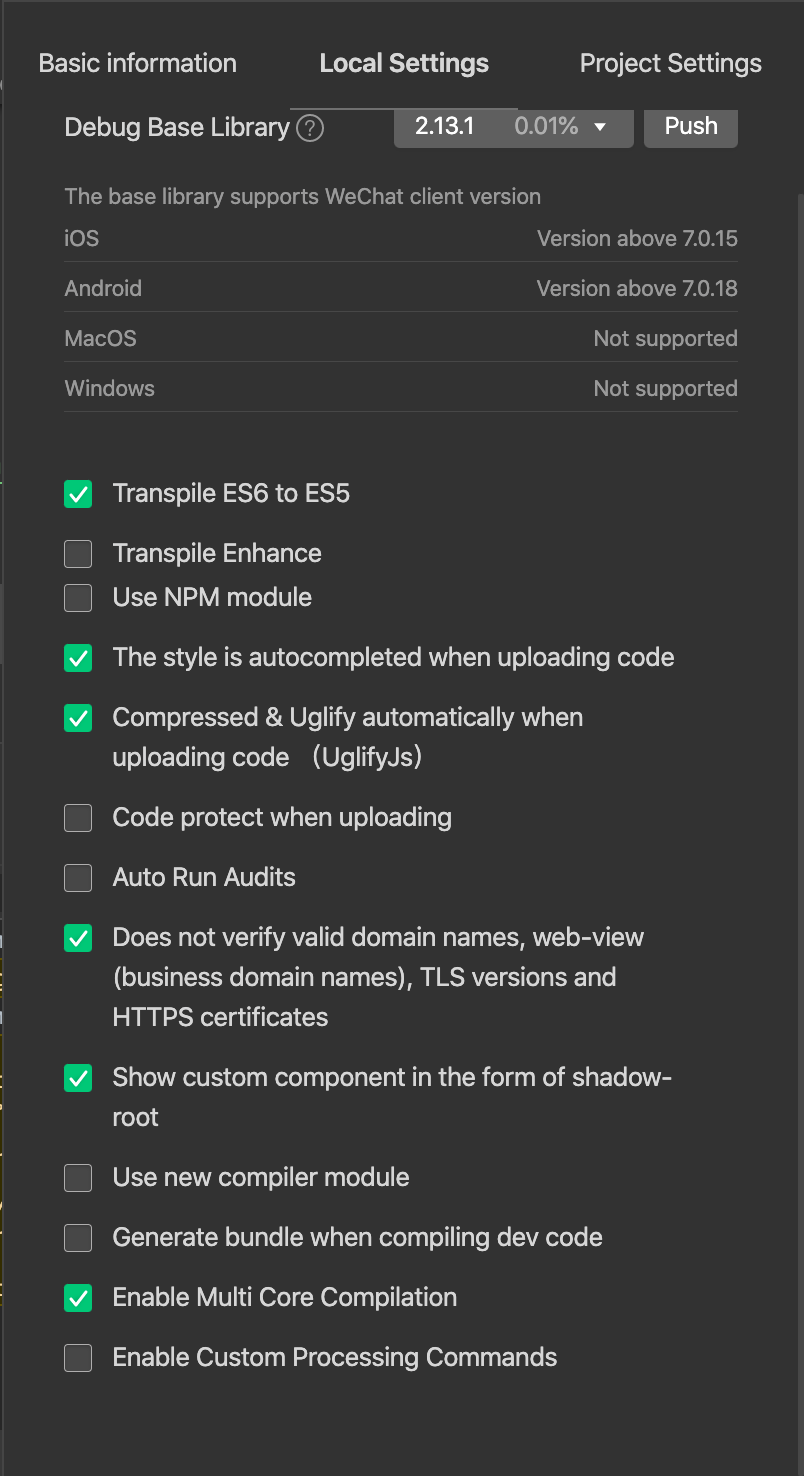 Basic information Local Settings Project Settings
Debug Base Library ? 2.13.1 0.01% Push
The base library supports WeChat client version
iOS Version above 7.0.15
Android Version above 7.0.18
MacOS Not supported
Windows Not supported
Transpile ES6 to ES5
Transpile Enhance
Use NPM module
The style is autocompleted when uploading code
Compressed & Uglify automatically when
uploading code （UglifyJs）
Code protect when uploading
Auto Run Audits
Does not verify valid domain names, web-view
(business domain names), TLS versions and
HTTPS certificates
Show custom component in the form of shadow-
root
Use new compiler module
Generate bundle when compiling dev code
Enable Multi Core Compilation
Enable Custom Processing Commands